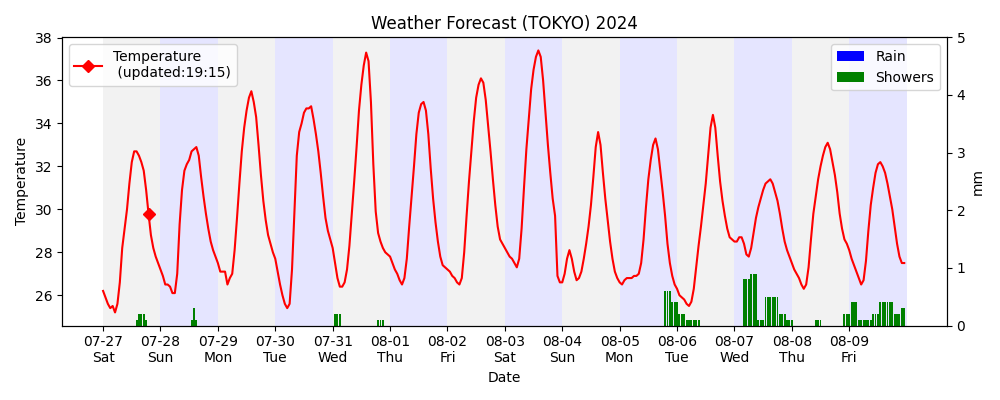 Weather Forecast (TOKYO) 2024
Temperature
(updated:19:15)
Rain
Showers
38
36
34
32
30
28
26
Temperature
5
4
3
2
1
0
mm
07-27 07-28 07-29 07-30 07-31 08-01 08-02 08-03 08-04 08-05 08-06 08-07 08-08 08-09
Sat Sun Mon Tue Wed Thu Fri Sat Sun Mon Tue Wed Thu Fri
Date